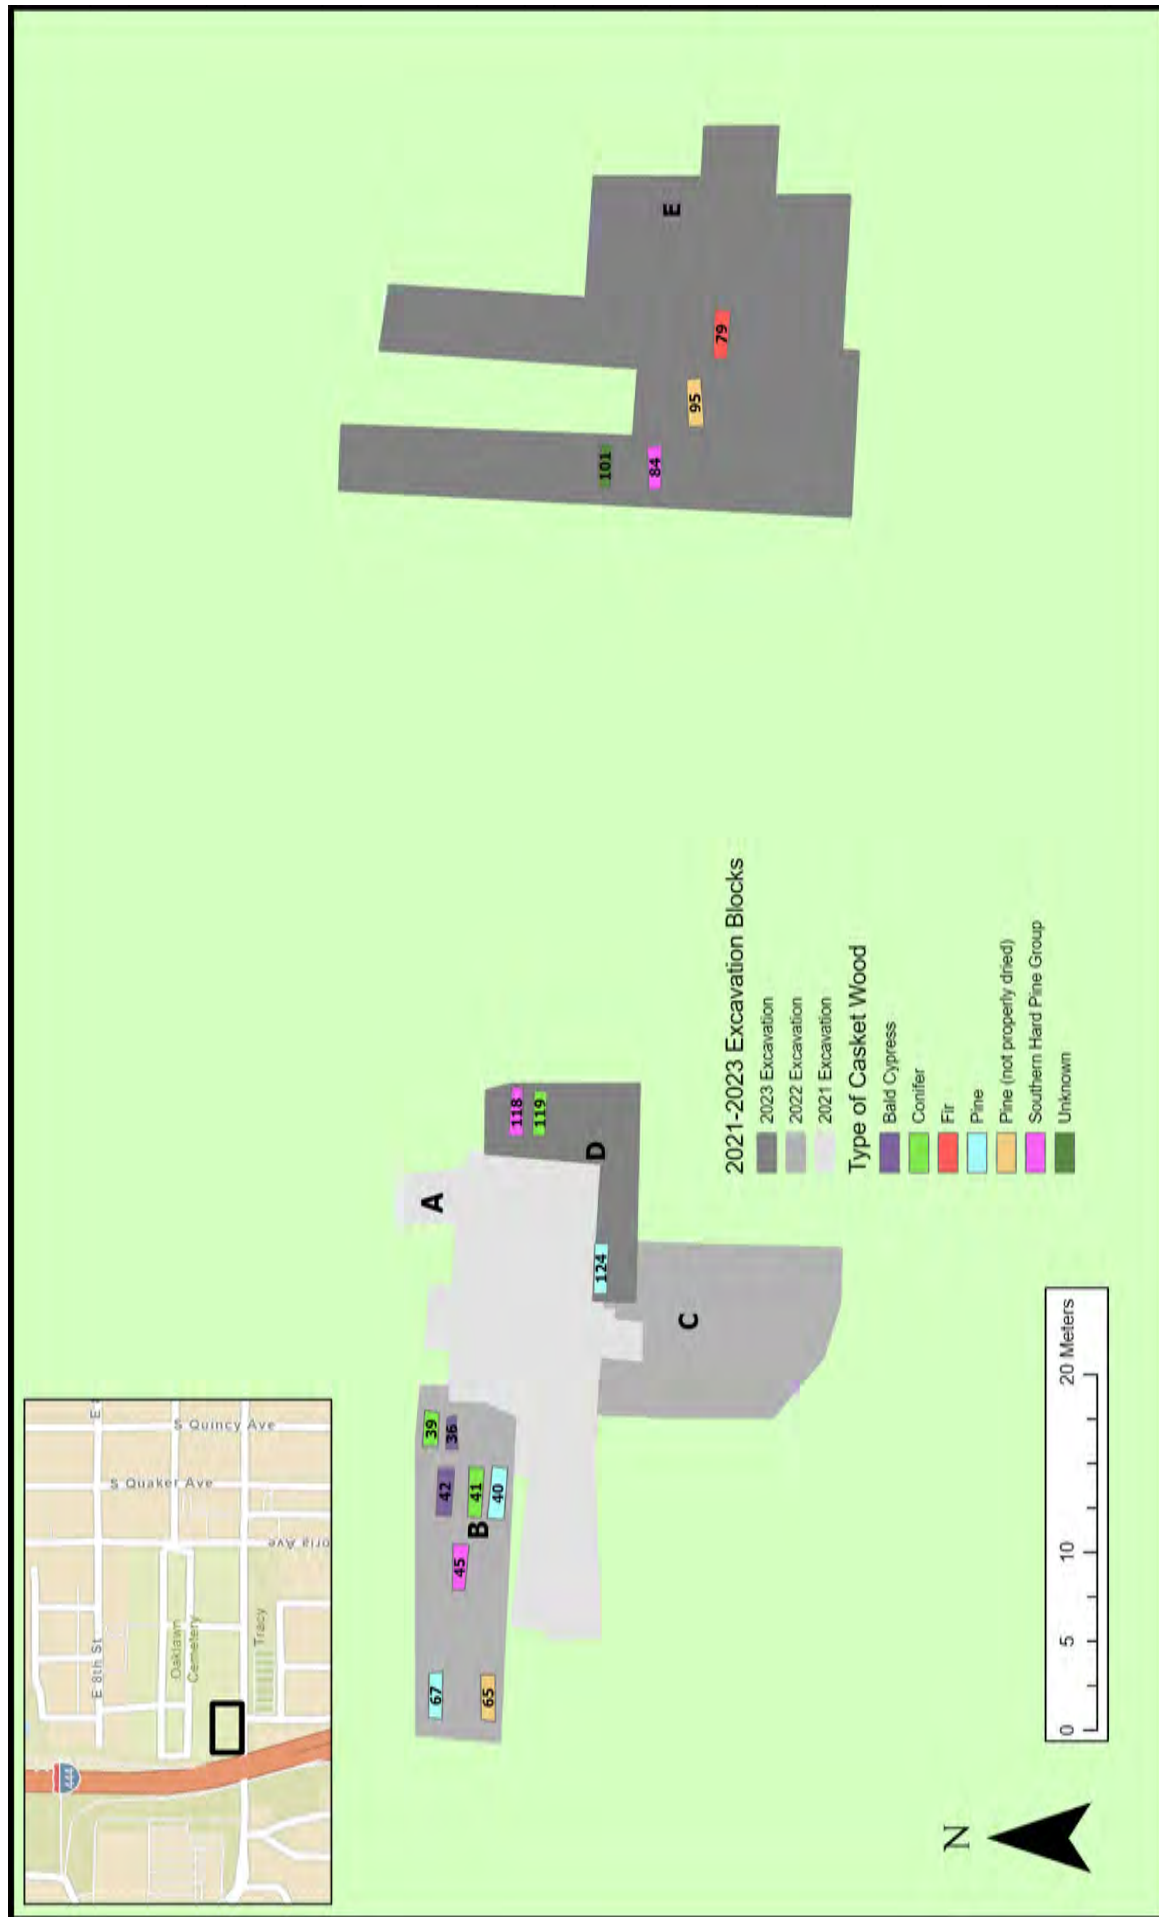 E 8th St
Oaklawn
Cemetery
Tracy
S Quaker Ave
S Quincy Ave
oria Ave
444
67
65
45
42
41
40
39
36
B
A
C
D
124
118
119
101
84
95
79
E
2021-2023 Excavation Blocks
2023 Excavation
2022 Excavation
2021 Excavation
Type of Casket Wood
Bald Cypress
Conifer
Fir
Pine
Pine (not properly dried)
Southern Hard Pine Group
Unknown
N
0 5 10 20 Meters